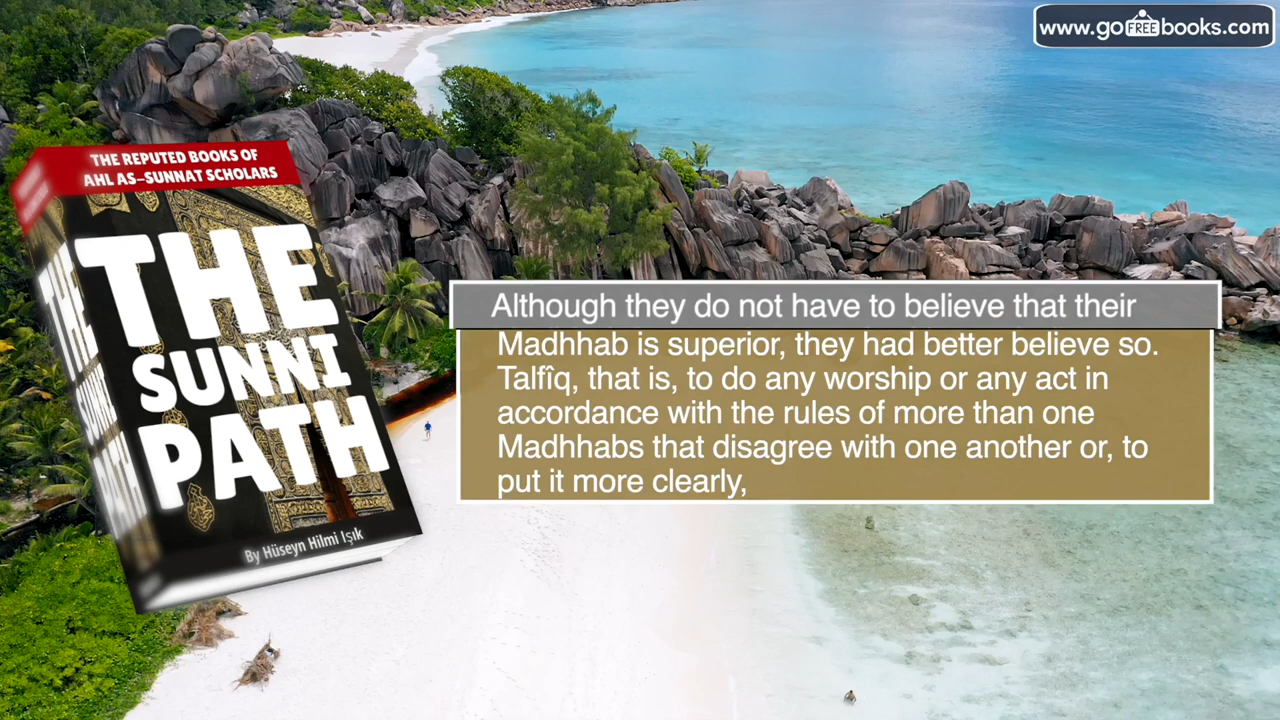 www.goFREEbooks.com
THE REPUTED BOOKS OF
AHL AS–SUNNAT SCHOLARS
THE
SUNNI
PATH
By Hüseyn Hilmi Işık
THE SUNNI PATH
Although they do not have to believe that their
Madhhab is superior, they had better believe so.
Talfîq, that is, to do any worship or any act in
accordance with the rules of more than one
Madhhabs that disagree with one another or, to
put it more clearly,